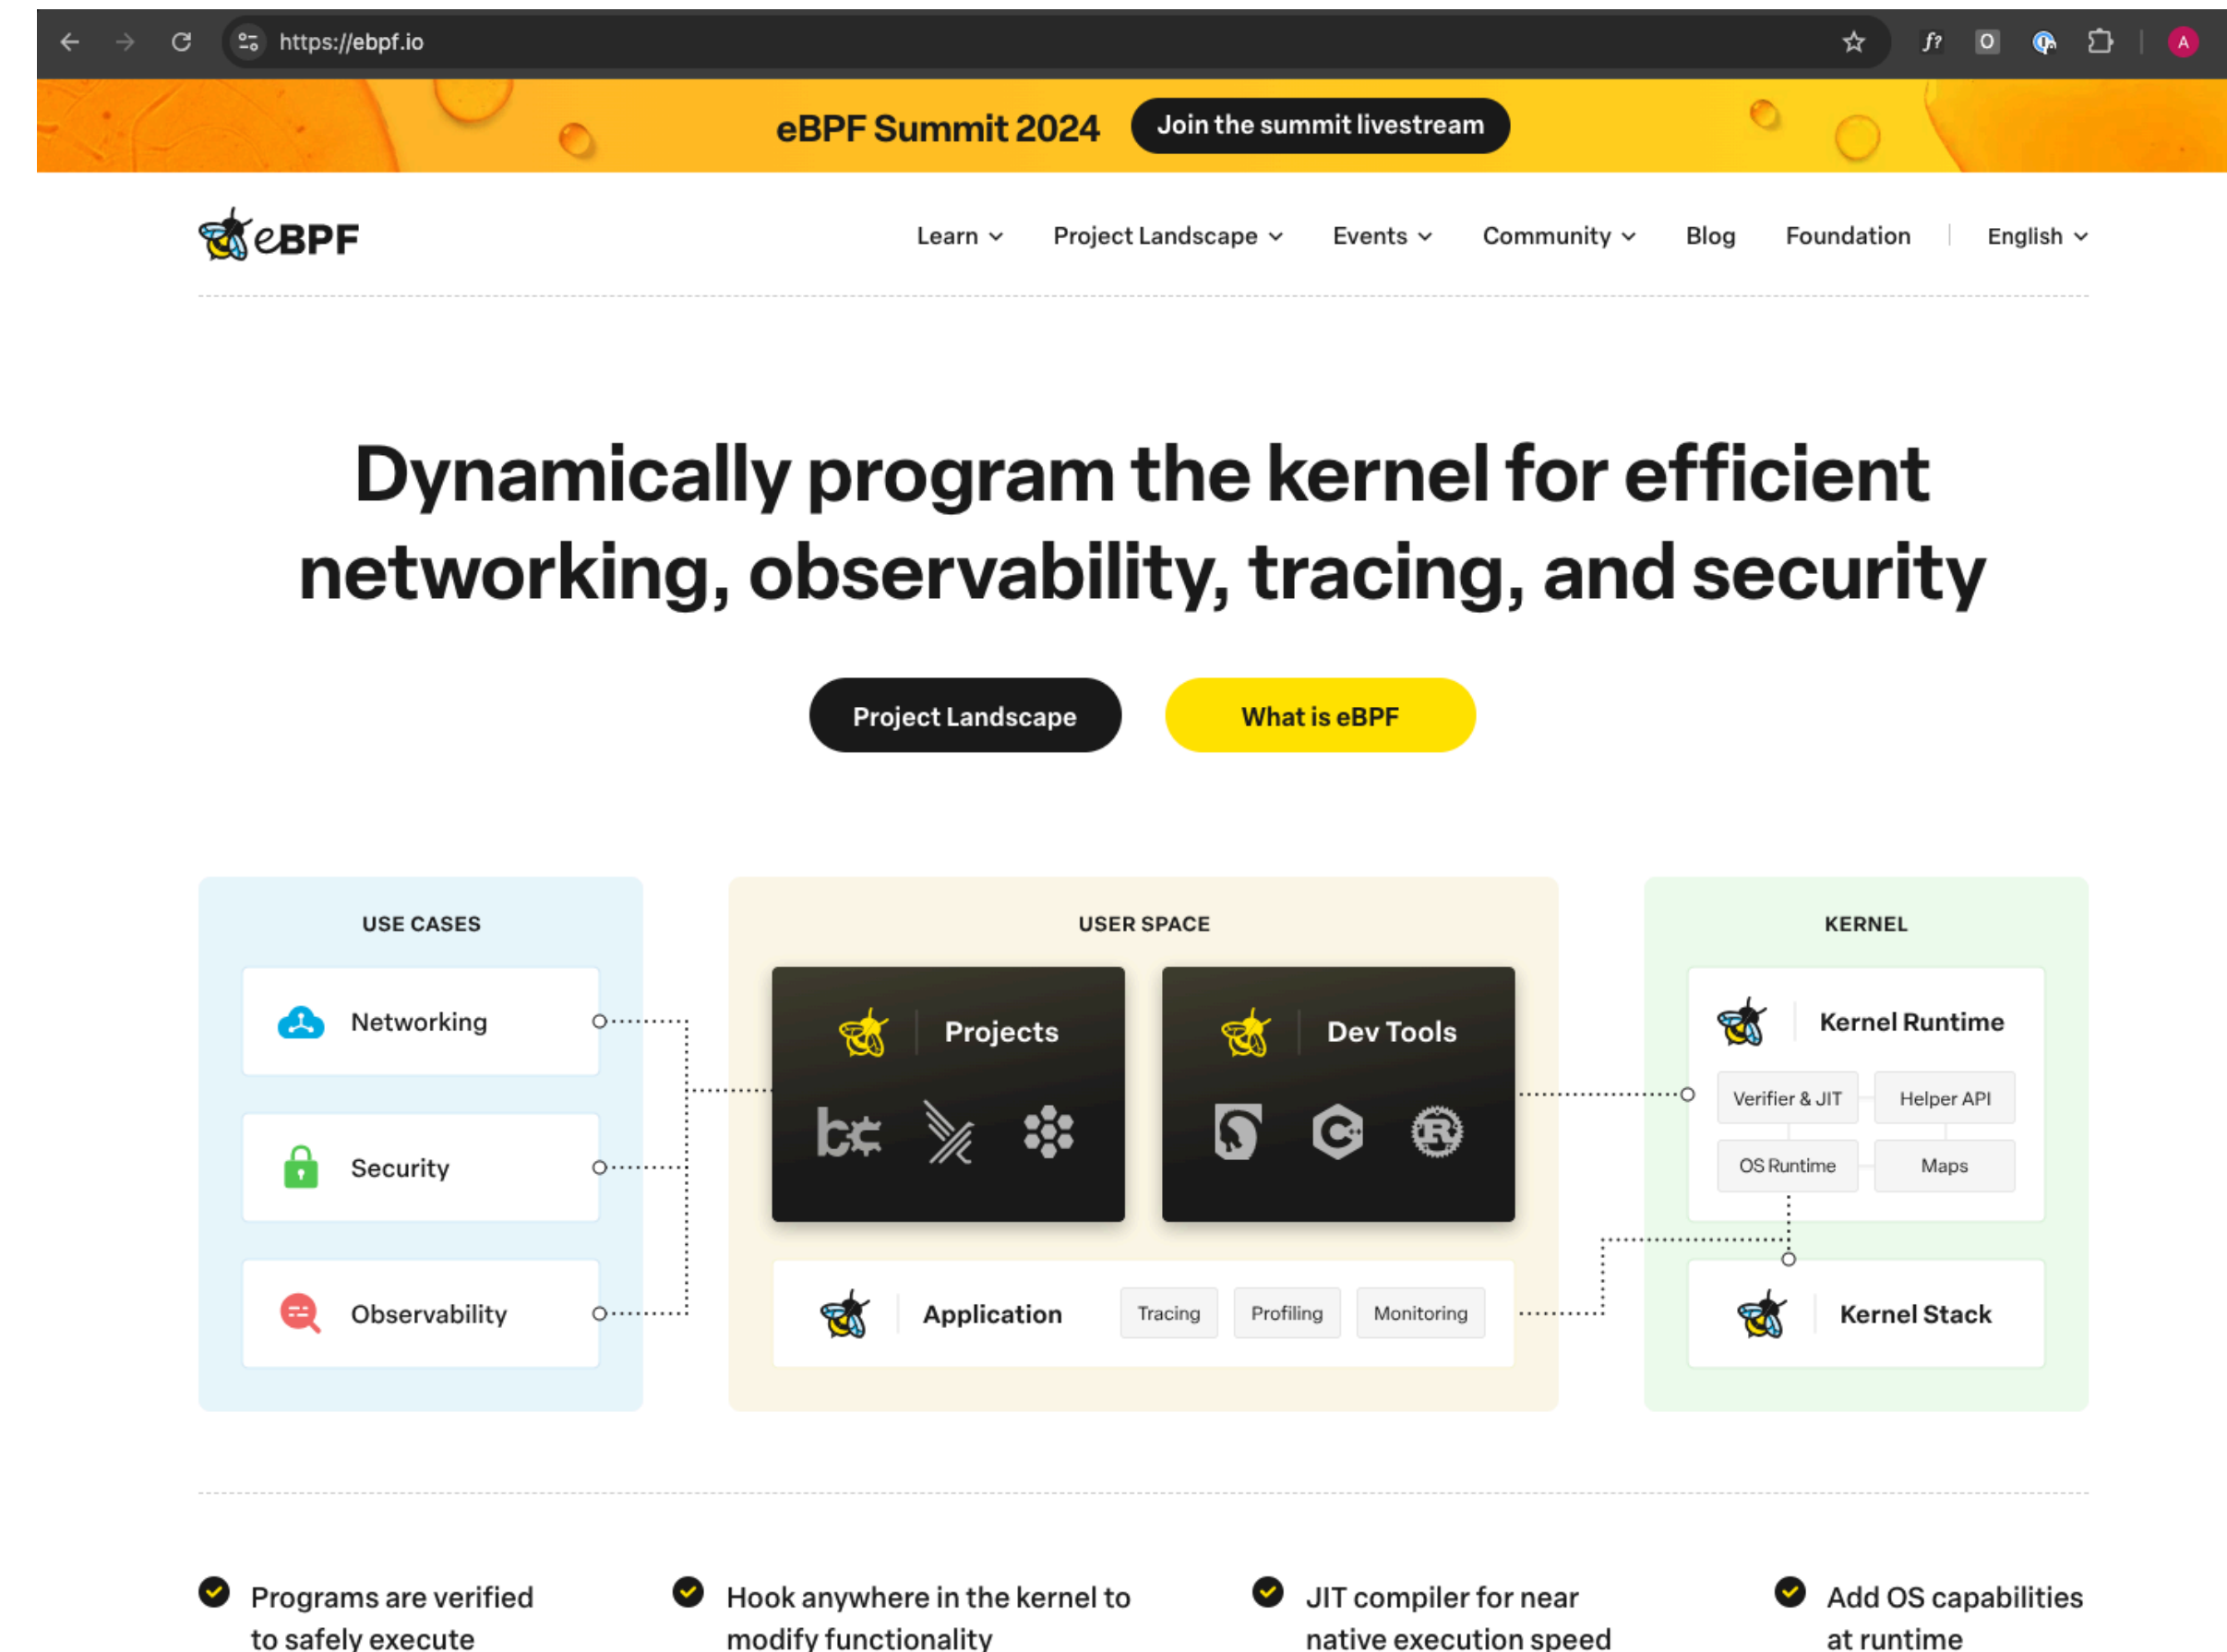 https://ebpf.io
f?
O
A
eBPF Summit 2024
Join the summit livestream
eBPF
Learn
Project Landscape
Events
Community
Blog
Foundation
English
Dynamically program the kernel for efficient
networking, observability, tracing, and security
Project Landscape
What is eBPF
USE CASES
Networking
Security
Observability
USER SPACE
Projects
bc
Dev Tools
C++
R
Application
Tracing
Profiling
Monitoring
KERNEL
Kernel Runtime
Verifier & JIT
Helper API
OS Runtime
Maps
Kernel Stack
Programs are verified
to safely execute
Hook anywhere in the kernel to
modify functionality
JIT compiler for near
native execution speed
Add OS capabilities
at runtime